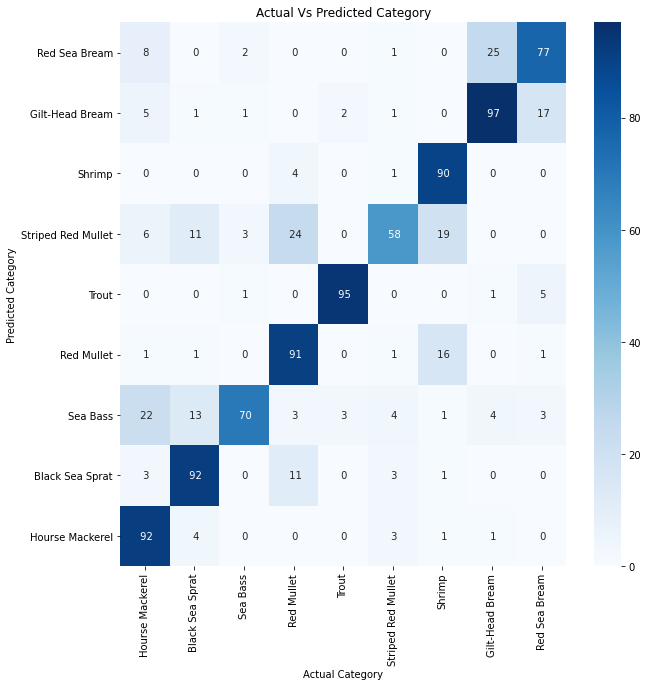 Actual Vs Predicted Category
Red Sea Bream 8 0 2 0 0 1 0 25 77
Gilt-Head Bream 5 1 1 0 2 1 0 97 17
80
Shrimp 0 0 0 4 0 1 90 0 0
Striped Red Mullet 6 11 3 24 0 58 19 0 0
60
Predicted Category
Trout 0 0 1 0 95 0 0 1 5
Red Mullet 1 1 0 91 0 1 16 0 1
40
Sea Bass 22 13 70 3 3 4 1 4 3
20
Black Sea Sprat 3 92 0 11 0 3 1 0 0
Hourse Mackerel 92 4 0 0 0 3 1 1 0
0
Hourse Mackerel
Black Sea Sprat
Sea Bass
Red Mullet
Trout
Striped Red Mullet
Shrimp
Gilt-Head Bream
Red Sea Bream
Actual Category